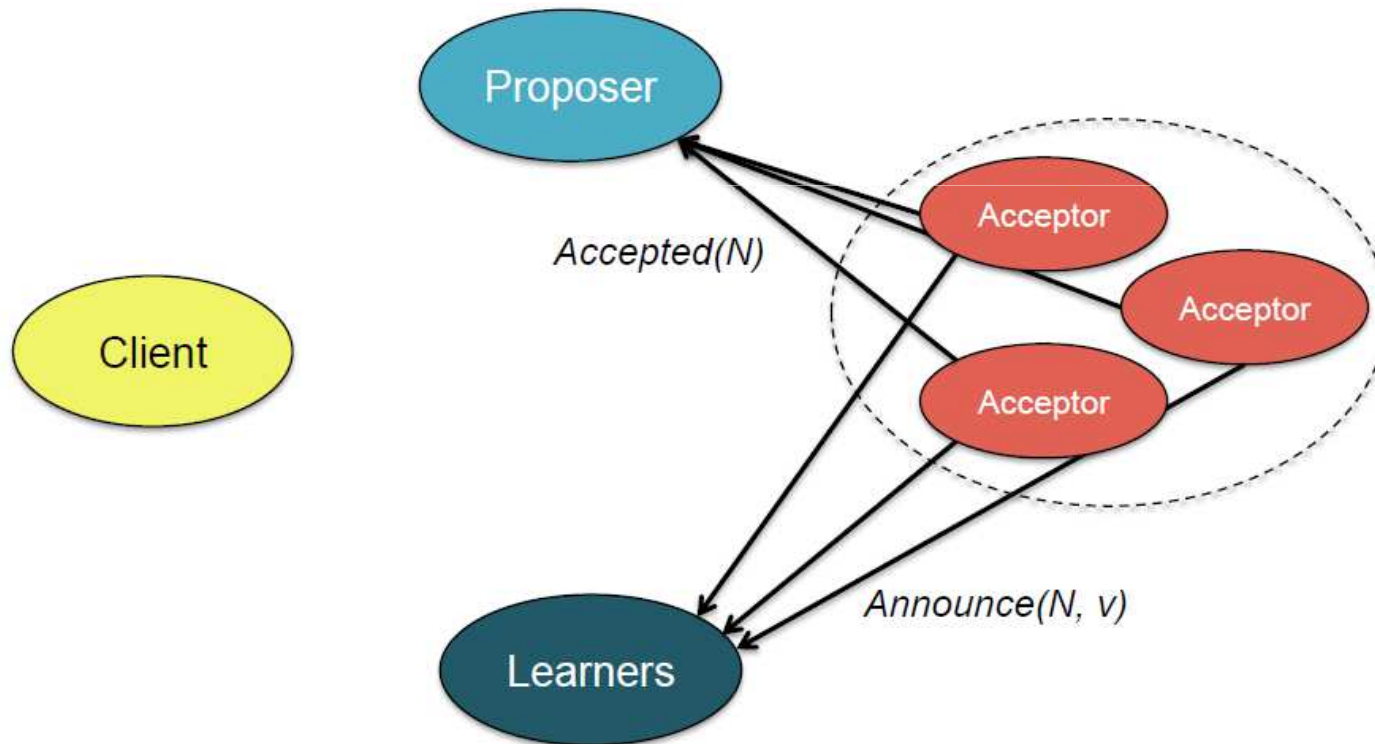 Proposer
Acceptor
Accepted(N)
Acceptor
Client
Acceptor
Announce(N, v)
Learners